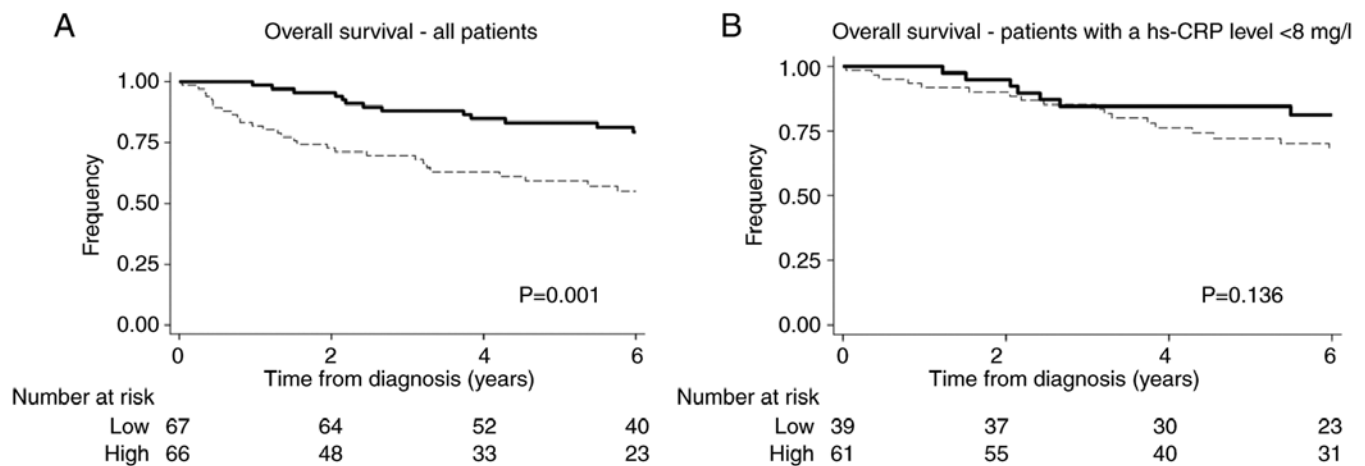 A
Overall survival - all patients
1.00
0.75
0.50
0.25
0.00
Frequency
P=0.001
0 2 4 6
Time from diagnosis (years)
Number at risk
Low 67 64 52 40
High 66 48 33 23
B
Overall survival - patients with a hs-CRP level <8 mg/l
1.00
0.75
0.50
0.25
0.00
Frequency
P=0.136
0 2 4 6
Time from diagnosis (years)
Number at risk
Low 39 37 30 23
High 61 55 40 31